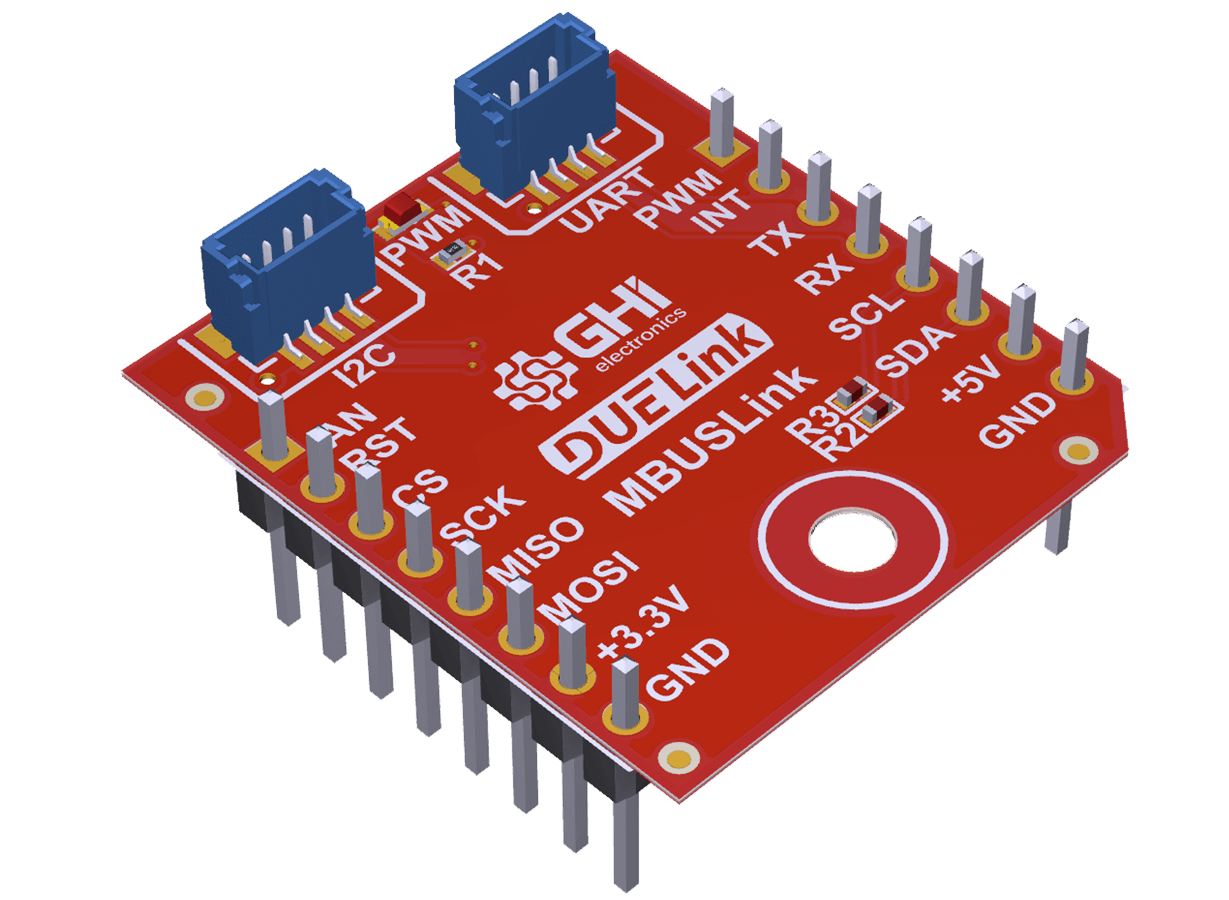 UART
PWM
INT
TX
RX
SCL
SDA
+5V
GND
PWM
R1
I2C
GHI
electronics
DUELink
MBUSLink
R3
R2
AN
RST
CS
SCK
MISO
MOSI
+3.3V
GND